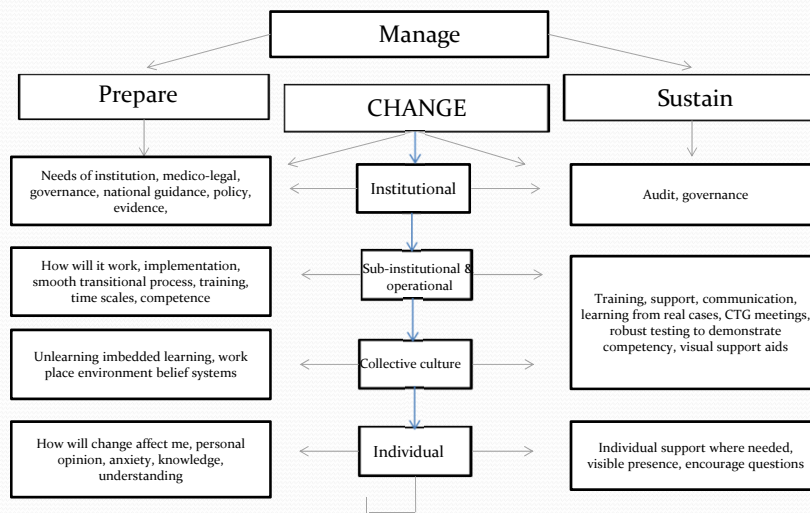 Manage
Prepare
CHANGE
Sustain
Needs of institution, medico-legal,
governance, national guidance, policy,
evidence,
Institutional
Audit, governance
How will it work, implementation,
smooth transitional process, training,
time scales, competence
Sub-institutional &
operational
Training, support, communication,
learning from real cases, CTG meetings,
robust testing to demonstrate
competency, visual support aids
Unlearning imbedded learning, work
place environment belief systems
Collective culture
How will change affect me, personal
opinion, anxiety, knowledge,
understanding
Individual
Individual support where needed,
visible presence, encourage questions